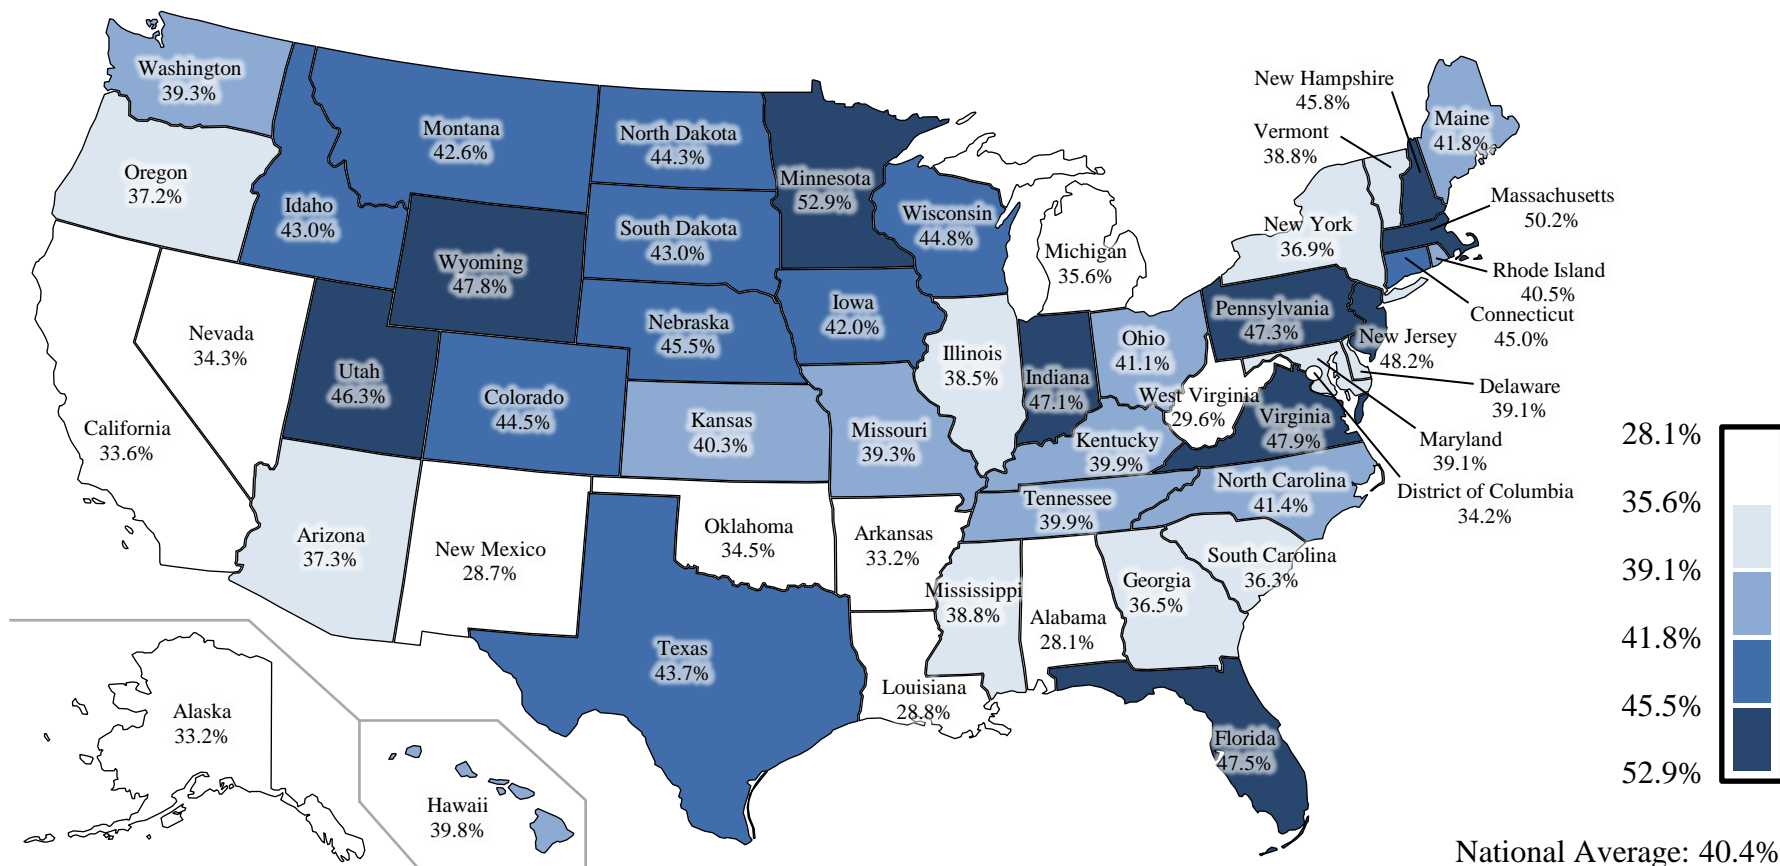 Washington
39.3%
Oregon
37.2%
Idaho
43.0%
Montana
42.6%
Wyoming
47.8%
North Dakota
44.3%
South Dakota
43.0%
Minnesota
52.9%
Wisconsin
44.8%
Michigan
35.6%
New York
36.9%
Vermont
38.8%
New Hampshire
45.8%
Maine
41.8%
Massachusetts
50.2%
Rhode Island
40.5%
Connecticut
45.0%
New Jersey
48.2%
Pennsylvania
47.3%
Delaware
39.1%
Maryland
39.1%
District of Columbia
34.2%
Nebraska
45.5%
Iowa
42.0%
Illinois
38.5%
Indiana
47.1%
Ohio
41.1%
West Virginia
29.6%
Virginia
47.9%
Nevada
34.3%
Utah
46.3%
Colorado
44.5%
Kansas
40.3%
Missouri
39.3%
Kentucky
39.9%
California
33.6%
Arizona
37.3%
New Mexico
28.7%
Oklahoma
34.5%
Arkansas
33.2%
Tennessee
39.9%
North Carolina
41.4%
South Carolina
36.3%
Texas
43.7%
Louisiana
28.8%
Mississippi
38.8%
Alabama
28.1%
Georgia
36.5%
Florida
47.5%
Alaska
33.2%
Hawaii
39.8%
28.1%
35.6%
39.1%
41.8%
45.5%
52.9%
National Average: 40.4%